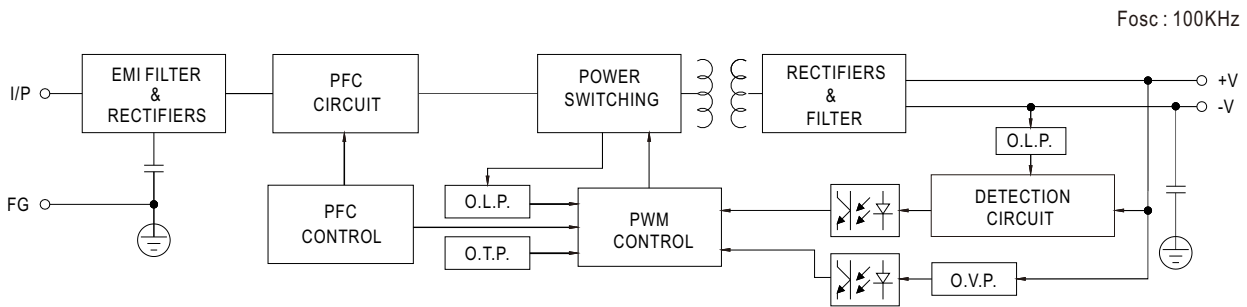 Fosc : 100KHz
I/P
EMI FILTER
&
RECTIFIERS
PFC
CIRCUIT
POWER
SWITCHING
RECTIFIERS
&
FILTER
+V
-V
O.L.P.
FG
PFC
CONTROL
O.L.P.
O.T.P.
PWM
CONTROL
DETECTION
CIRCUIT
O.V.P.